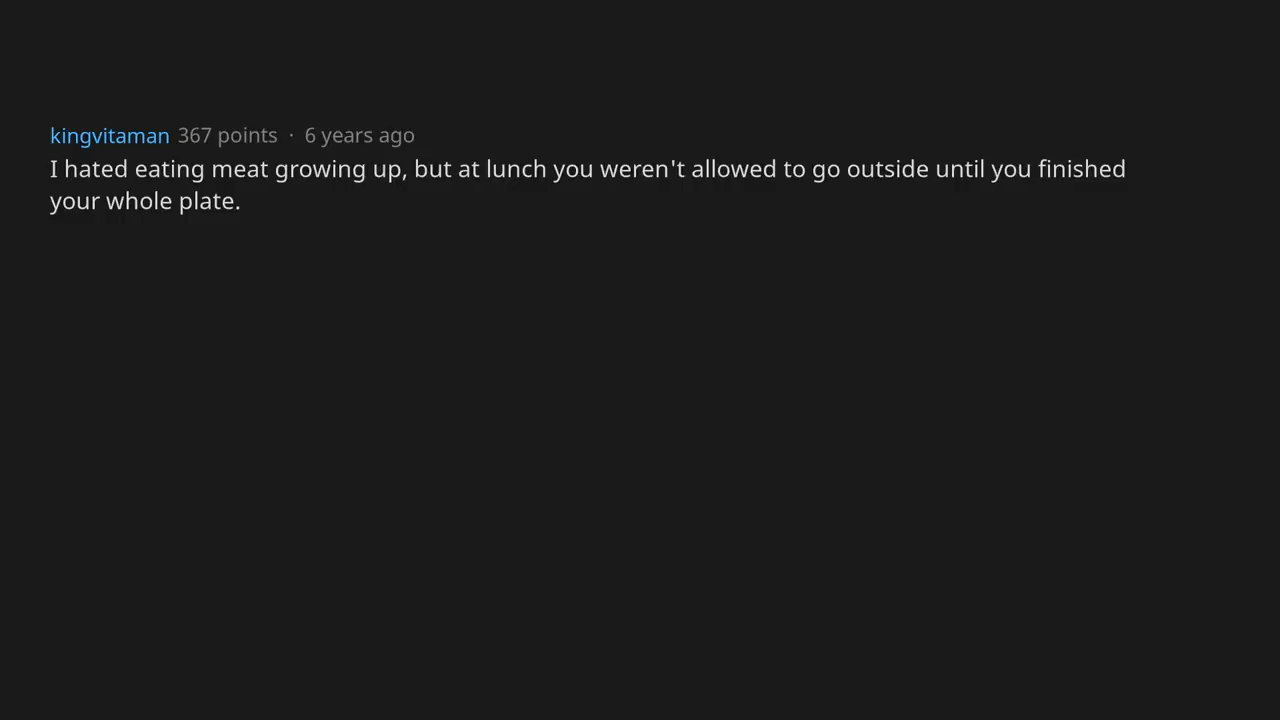 kingvitaman 367 points · 6 years ago
I hated eating meat growing up, but at lunch you weren't allowed to go outside until you finished
your whole plate.